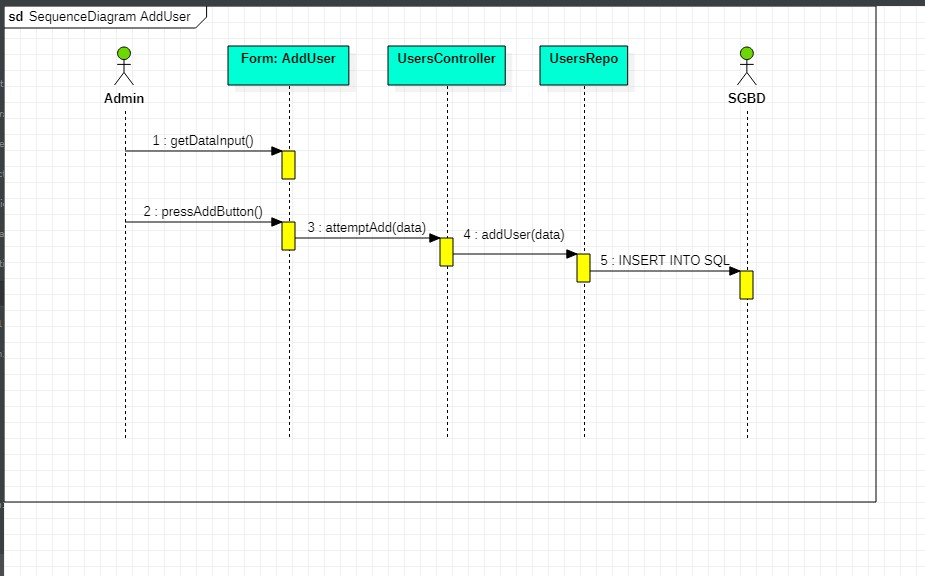 sd SequenceDiagram AddUser
Form: AddUser
UsersController
UsersRepo
Admin
SGBD
1 : getDataInput()
2 : pressAddButton()
3 : attemptAdd(data)
4 : addUser(data)
5 : INSERT INTO SQL